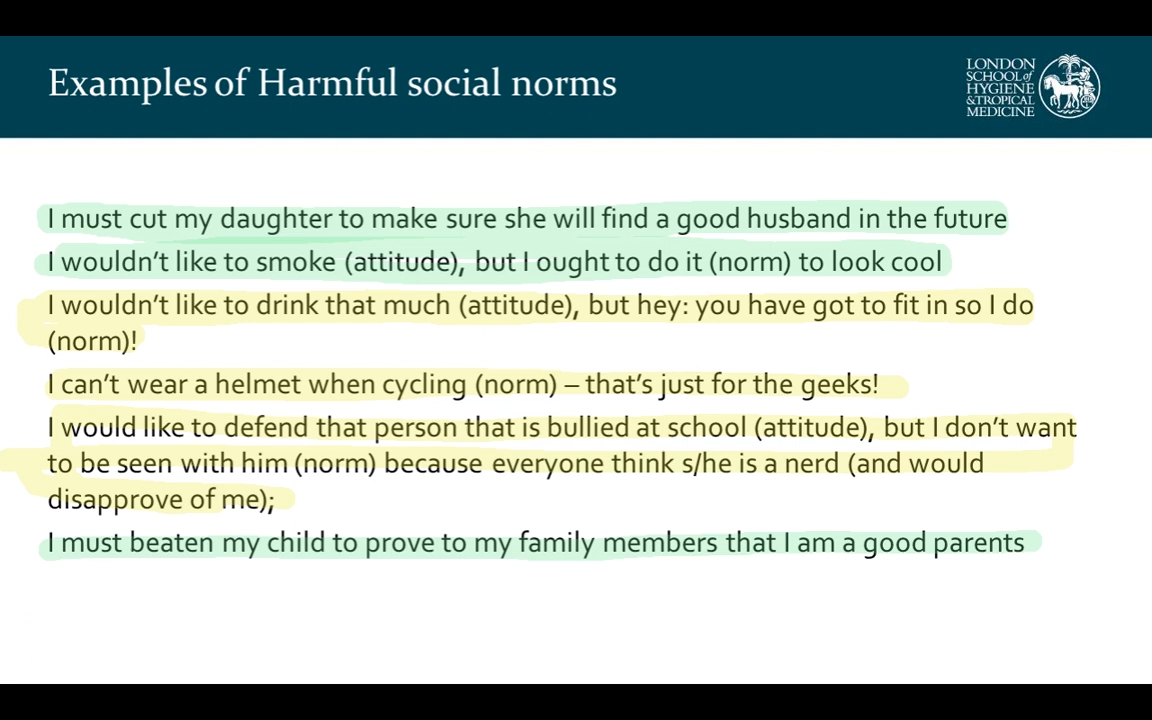 Examples of Harmful social norms
LONDON
SCHOOL of
HYGIENE
& TROPICAL
MEDICINE
I must cut my daughter to make sure she will find a good husband in the future
I wouldn't like to smoke (attitude), but I ought to do it (norm) to look cool
I wouldn't like to drink that much (attitude), but hey: you have got to fit in so I do
(norm)!
I can't wear a helmet when cycling (norm) – that's just for the geeks!
I would like to defend that person that is bullied at school (attitude), but I don't want
to be seen with him (norm) because everyone think s/he is a nerd (and would
disapprove of me);
I must beaten my child to prove to my family members that I am a good parents